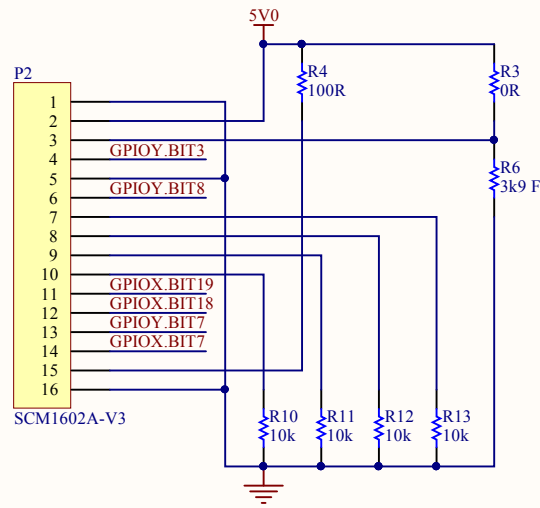 5V0
P2
R4
100R
R3
0R
1
2
3
GPIOY.BIT3
4
5
R6
3k9 F
GPIOY.BIT8
6
7
8
9
10
GPIOX.BIT19
11
GPIOX.BIT18
12
GPIOY.BIT7
13
GPIOX.BIT7
14
15
16
SCM1602A-V3
R10
10k
R11
10k
R12
10k
R13
10k